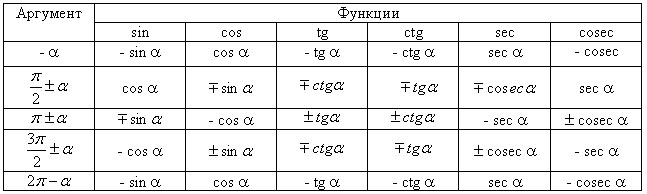 Аргумент Функции
sin cos tg ctg sec cosec
- α - sin α cos α - tg α - ctg α sec α - cosec
π/2 ± α cos α ∓ sin α ∓ ctgα ∓ tgα ∓ cosec α sec α
π ± α ∓ sin α - cos α ± tgα ± ctgα - sec α ± cosec α
3π/2 ± α - cos α ± sin α ∓ ctgα ∓ tgα ± cosec α - sec α
2π − α - sin α cos α - tg α - ctg α sec α - cosec α